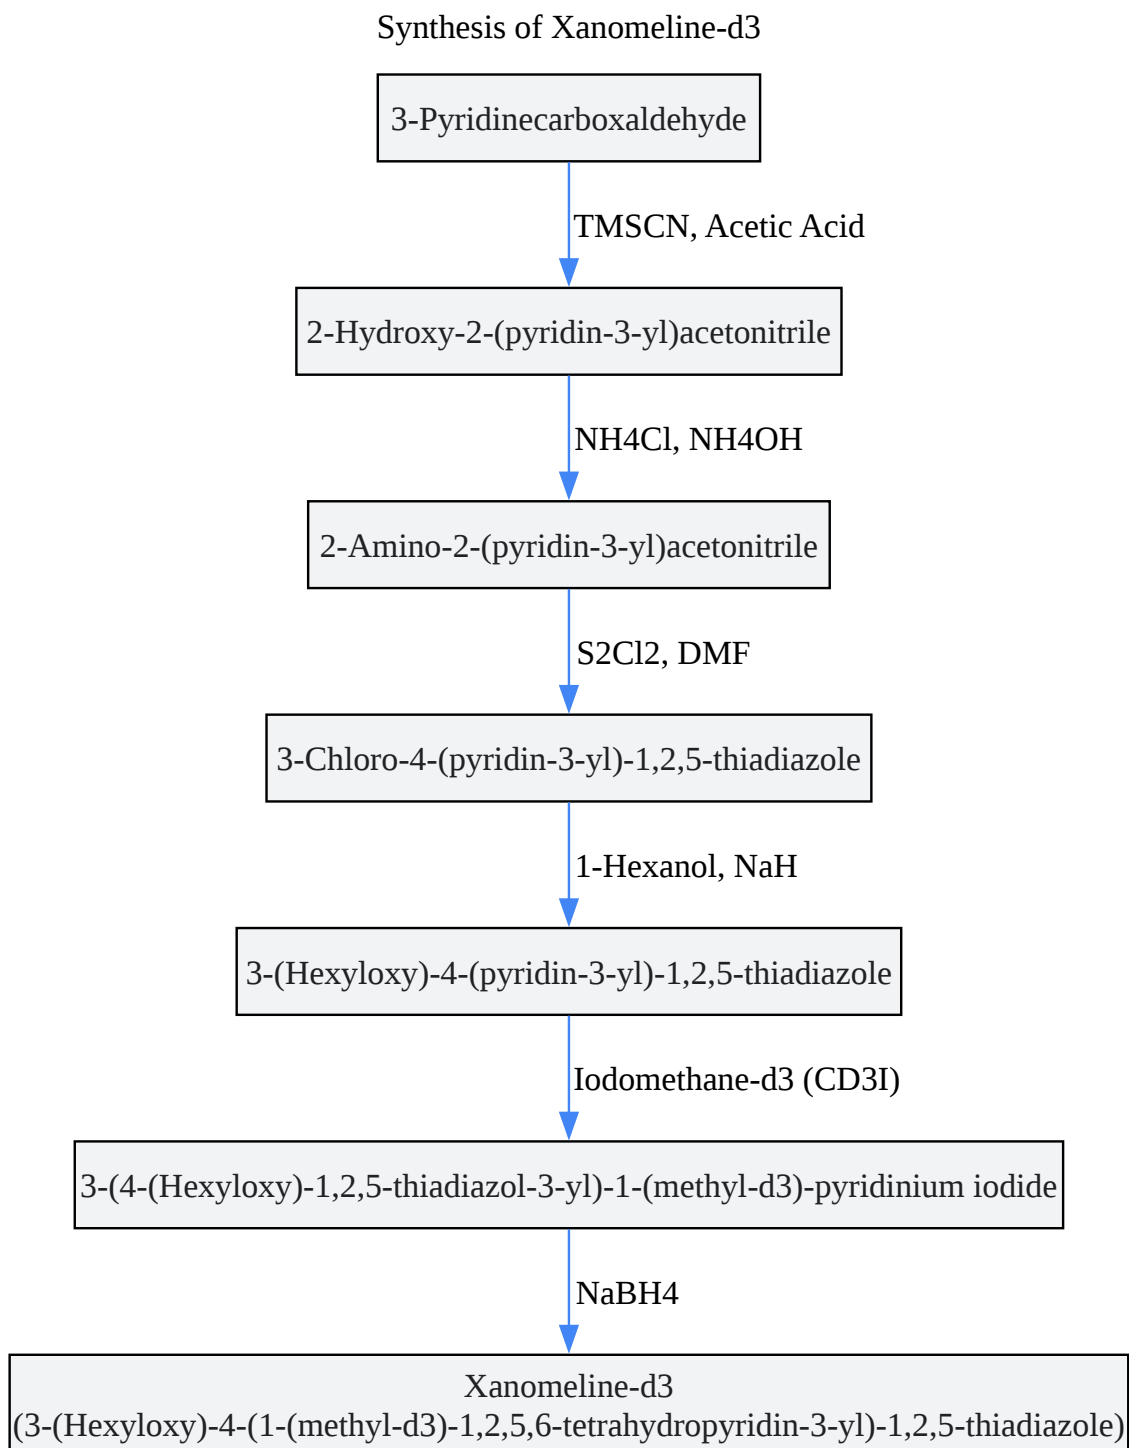 Synthesis of Xanomeline-d3
3-Pyridinecarboxaldehyde
TMSCN, Acetic Acid
2-Hydroxy-2-(pyridin-3-yl)acetonitrile
NH4Cl, NH4OH
2-Amino-2-(pyridin-3-yl)acetonitrile
S2Cl2, DMF
3-Chloro-4-(pyridin-3-yl)-1,2,5-thiadiazole
1-Hexanol, NaH
3-(Hexyloxy)-4-(pyridin-3-yl)-1,2,5-thiadiazole
Iodomethane-d3 (CD3I)
3-(4-(Hexyloxy)-1,2,5-thiadiazol-3-yl)-1-(methyl-d3)-pyridinium iodide
NaBH4
Xanomeline-d3
(3-(Hexyloxy)-4-(1-(methyl-d3)-1,2,5,6-tetrahydropyridin-3-yl)-1,2,5-thiadiazole)